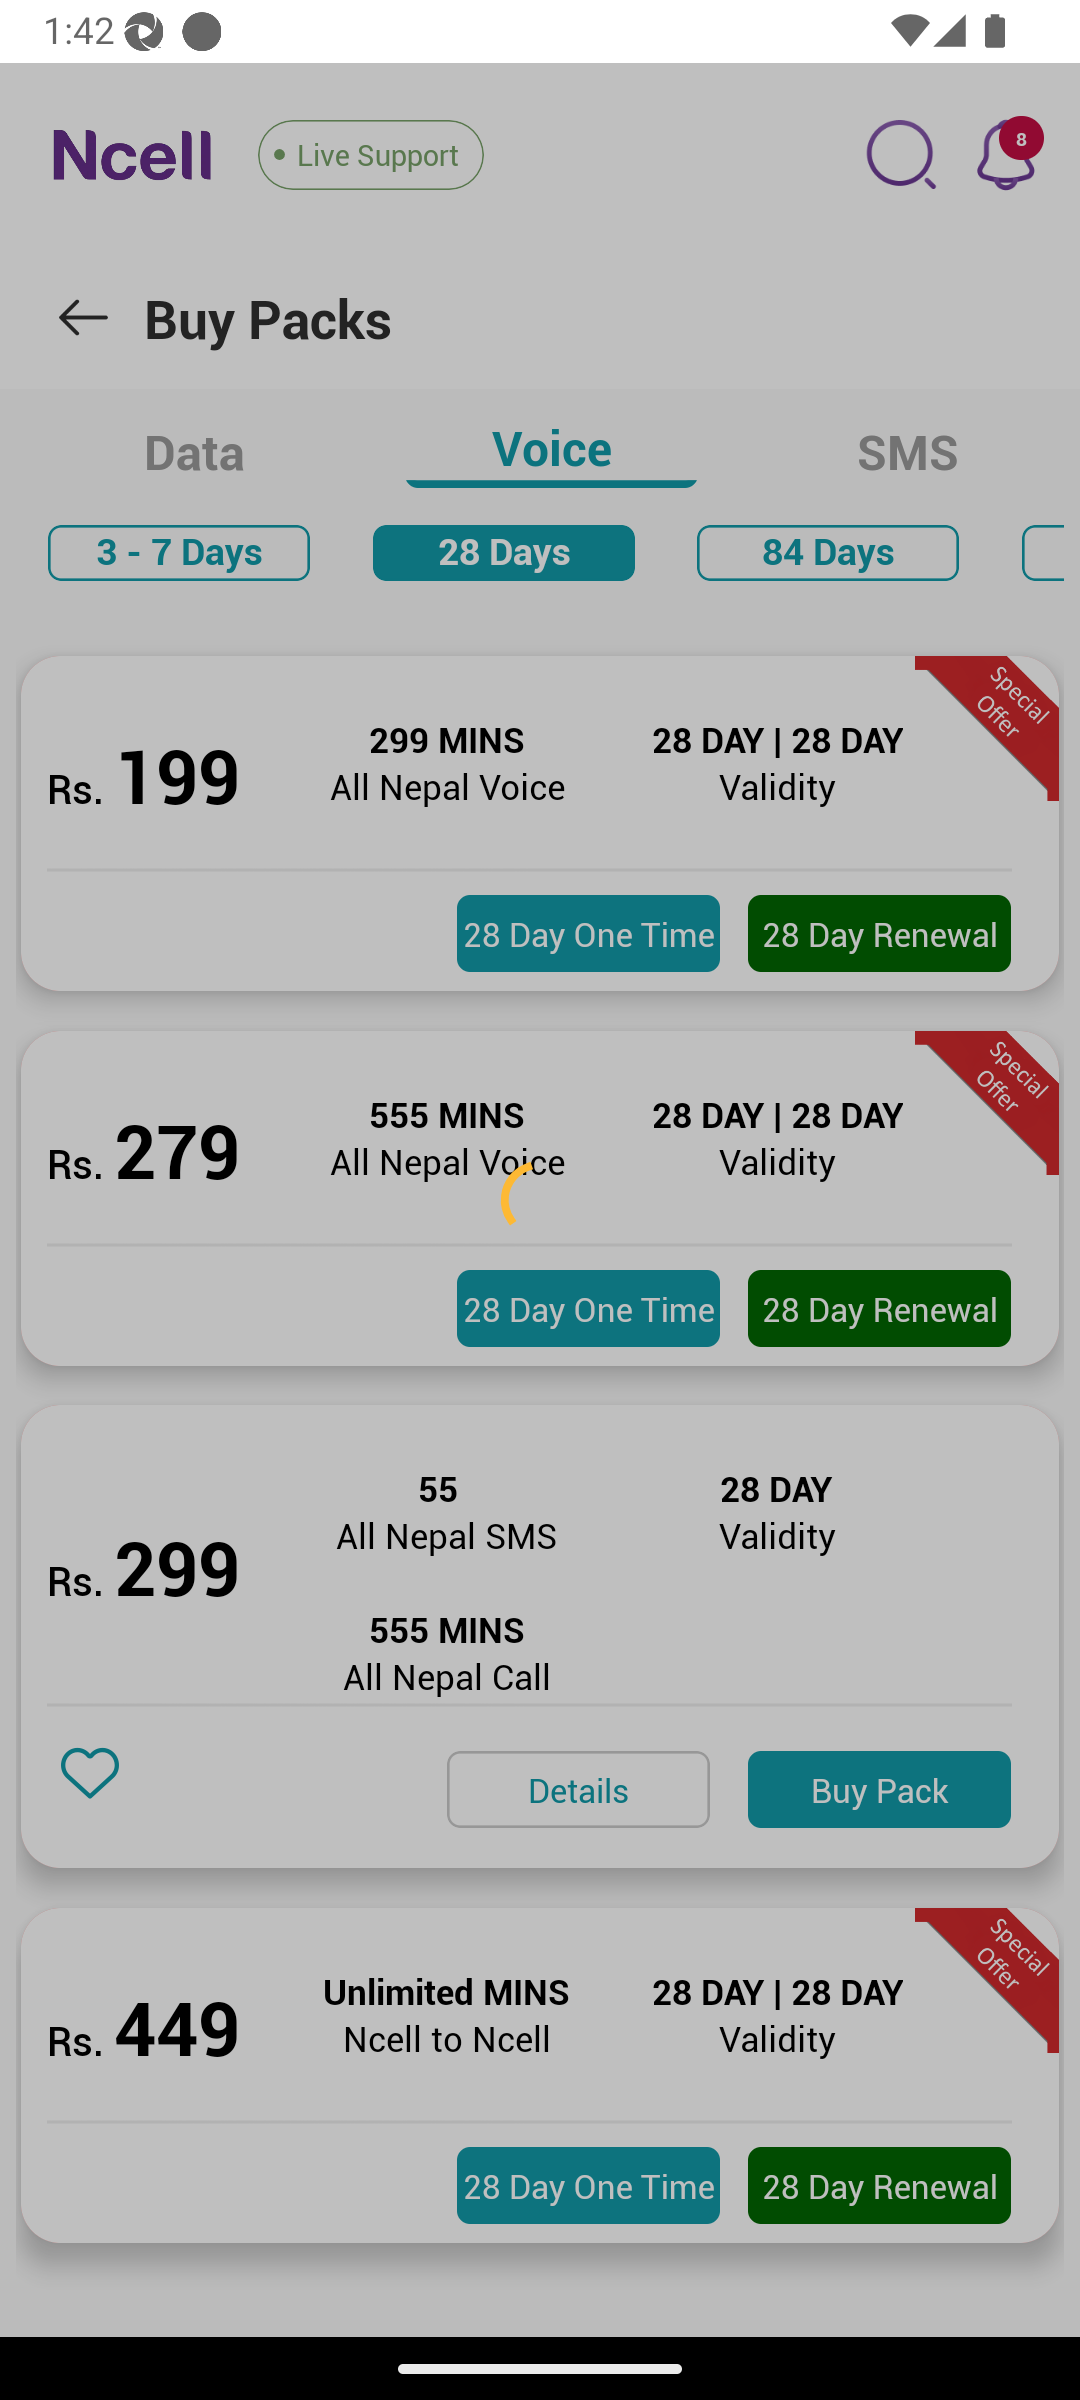 1:42
Ncell
Live Support
8
Buy Packs
Data
Voice
SMS
3 - 7 Days
28 Days
84 Days
Special
Offer
Rs. 199
299 MINS
All Nepal Voice
28 DAY | 28 DAY
Validity
28 Day One Time
28 Day Renewal
Special
Offer
Rs. 279
555 MINS
All Nepal Voice
28 DAY | 28 DAY
Validity
28 Day One Time
28 Day Renewal
Rs. 299
55
All Nepal SMS
28 DAY
Validity
555 MINS
All Nepal Call
Details
Buy Pack
Special
Offer
Rs. 449
Unlimited MINS
Ncell to Ncell
28 DAY | 28 DAY
Validity
28 Day One Time
28 Day Renewal